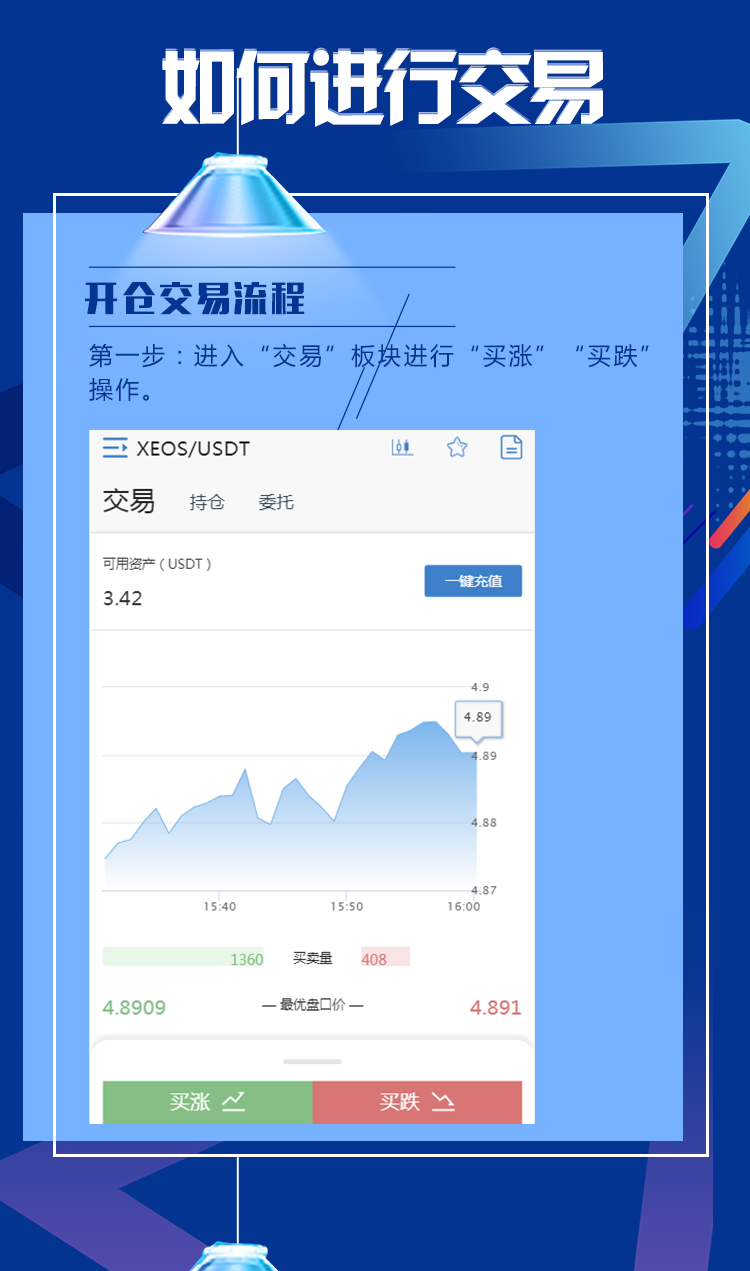 如何进行交易
开仓交易流程
第一步：进入“交易”板块进行“买涨”“买跌”
操作。
XEOS/USDT
交易 持仓 委托
可用资产（USDT）
3.42
一键充值
4.9
4.89
4.89
4.88
4.87
15:40 15:50 16:00
1360 买卖量 408
4.8909 — 最优盘口价 — 4.891
买涨 买跌